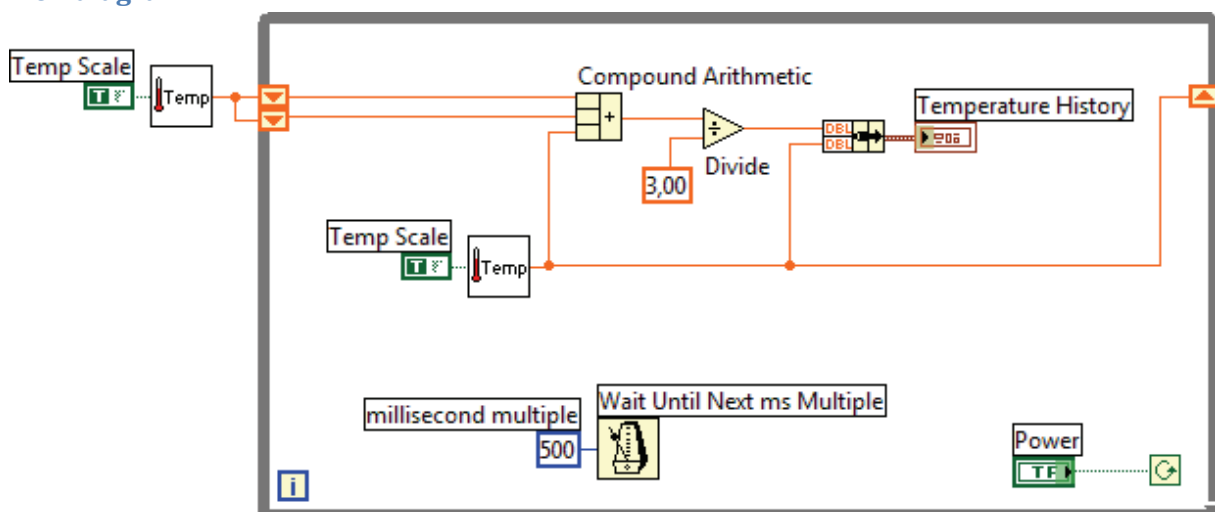 Temp Scale
T
Temp
Compound Arithmetic
+
÷
Divide
3,00
DBL
DBL
Temperature History
Temp Scale
T
Temp
millisecond multiple
500
Wait Until Next ms Multiple
Power
TF
i